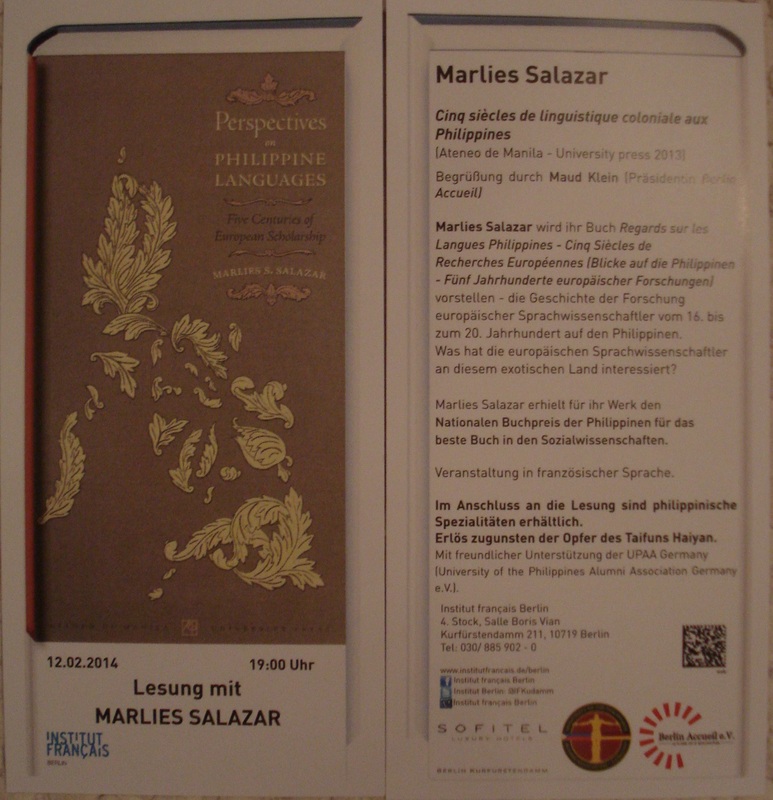 Perspectives
on
PHILIPPINE
LANGUAGES
Five Centuries of
European Scholarship
MARLIES S. SALAZAR
12.02.2014 19:00 Uhr
Lesung mit
MARLIES SALAZAR
INSTITUT
FRANÇAIS
BERLIN
Marlies Salazar
Cinq siècles de linguistique coloniale aux
Philippines
(Ateneo de Manila - University press 2013)
Begrüßung durch Maud Klein (Präsidentin Berlin
Accueil)
Marlies Salazar wird ihr Buch Regards sur les
Langues Philippines - Cinq Siècles de
Recherches Européennes (Blicke auf die Philippinen
- Fünf Jahrhunderte europäischer Forschungen)
vorstellen - die Geschichte der Forschung
europäischer Sprachwissenschaftler vom 16. bis
zum 20. Jahrhundert auf den Philippinen.
Was hat die europäischen Sprachwissenschaftler
an diesem exotischen Land interessiert?
Marlies Salazar erhielt für ihr Werk den
Nationalen Buchpreis der Philippinen für das
beste Buch in den Sozialwissenschaften.
Veranstaltung in französischer Sprache.
Im Anschluss an die Lesung sind philippinische
Spezialitäten erhältlich.
Erlös zugunsten der Opfer des Taifuns Haiyan.
Mit freundlicher Unterstützung der UPAA Germany
(University of the Philippines Alumni Association Germany
e.V.).
Institut français Berlin
4. Stock, Salle Boris Vian
Kurfürstendamm 211, 10719 Berlin
Tel: 030/ 885 902 - 0
www.institutfrancais.de/berlin
Institut français Berlin
Institut Berlin: @IFKudamm
Institut français Berlin
SOFITEL
LUXURY HOTELS
BERLIN KURFÜRSTENDAMM
Berlin Accueil e.V.